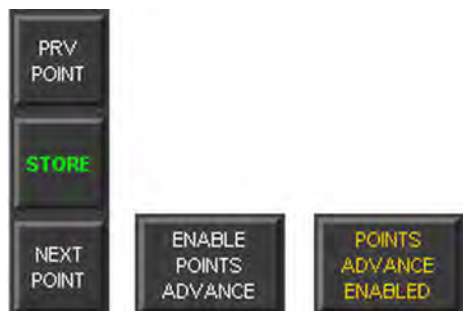 PRV
POINT
STORE
NEXT
POINT
ENABLE
POINTS
ADVANCE
POINTS
ADVANCE
ENABLED